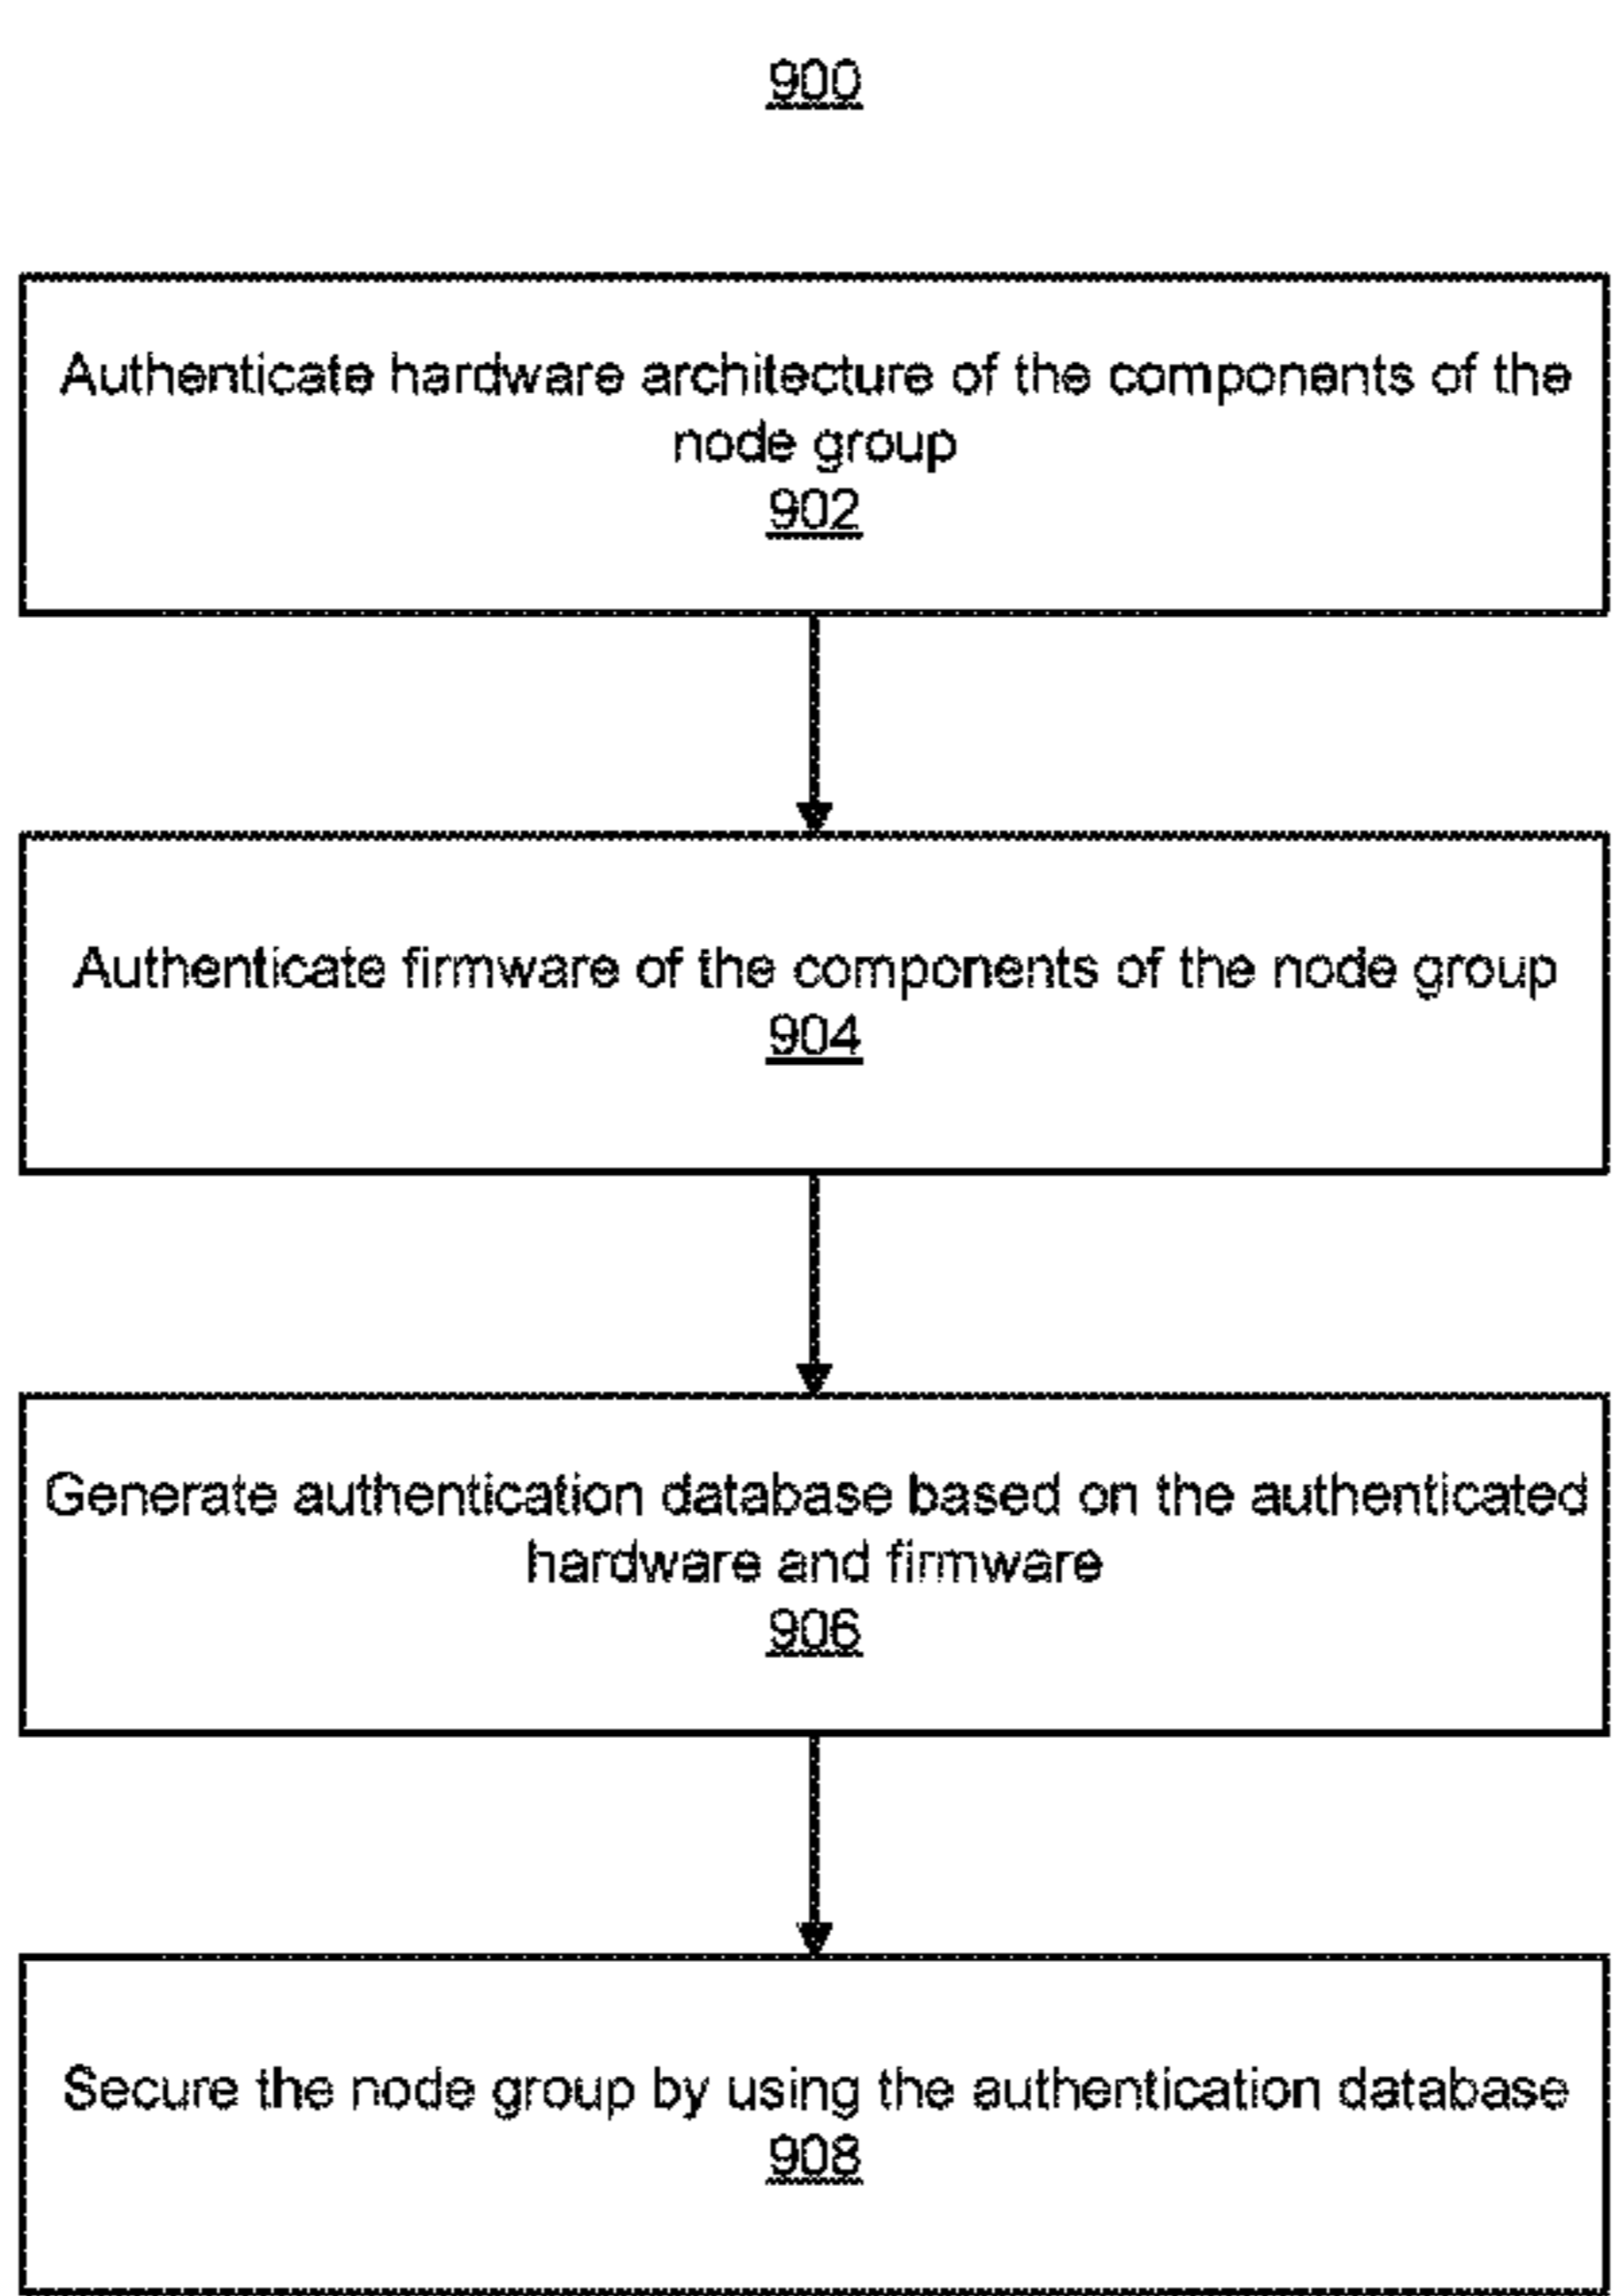 900
Authenticate hardware architecture of the components of the
node group
902
Authenticate firmware of the components of the node group
904
Generate authentication database based on the authenticated
hardware and firmware
906
Secure the node group by using the authentication database
908